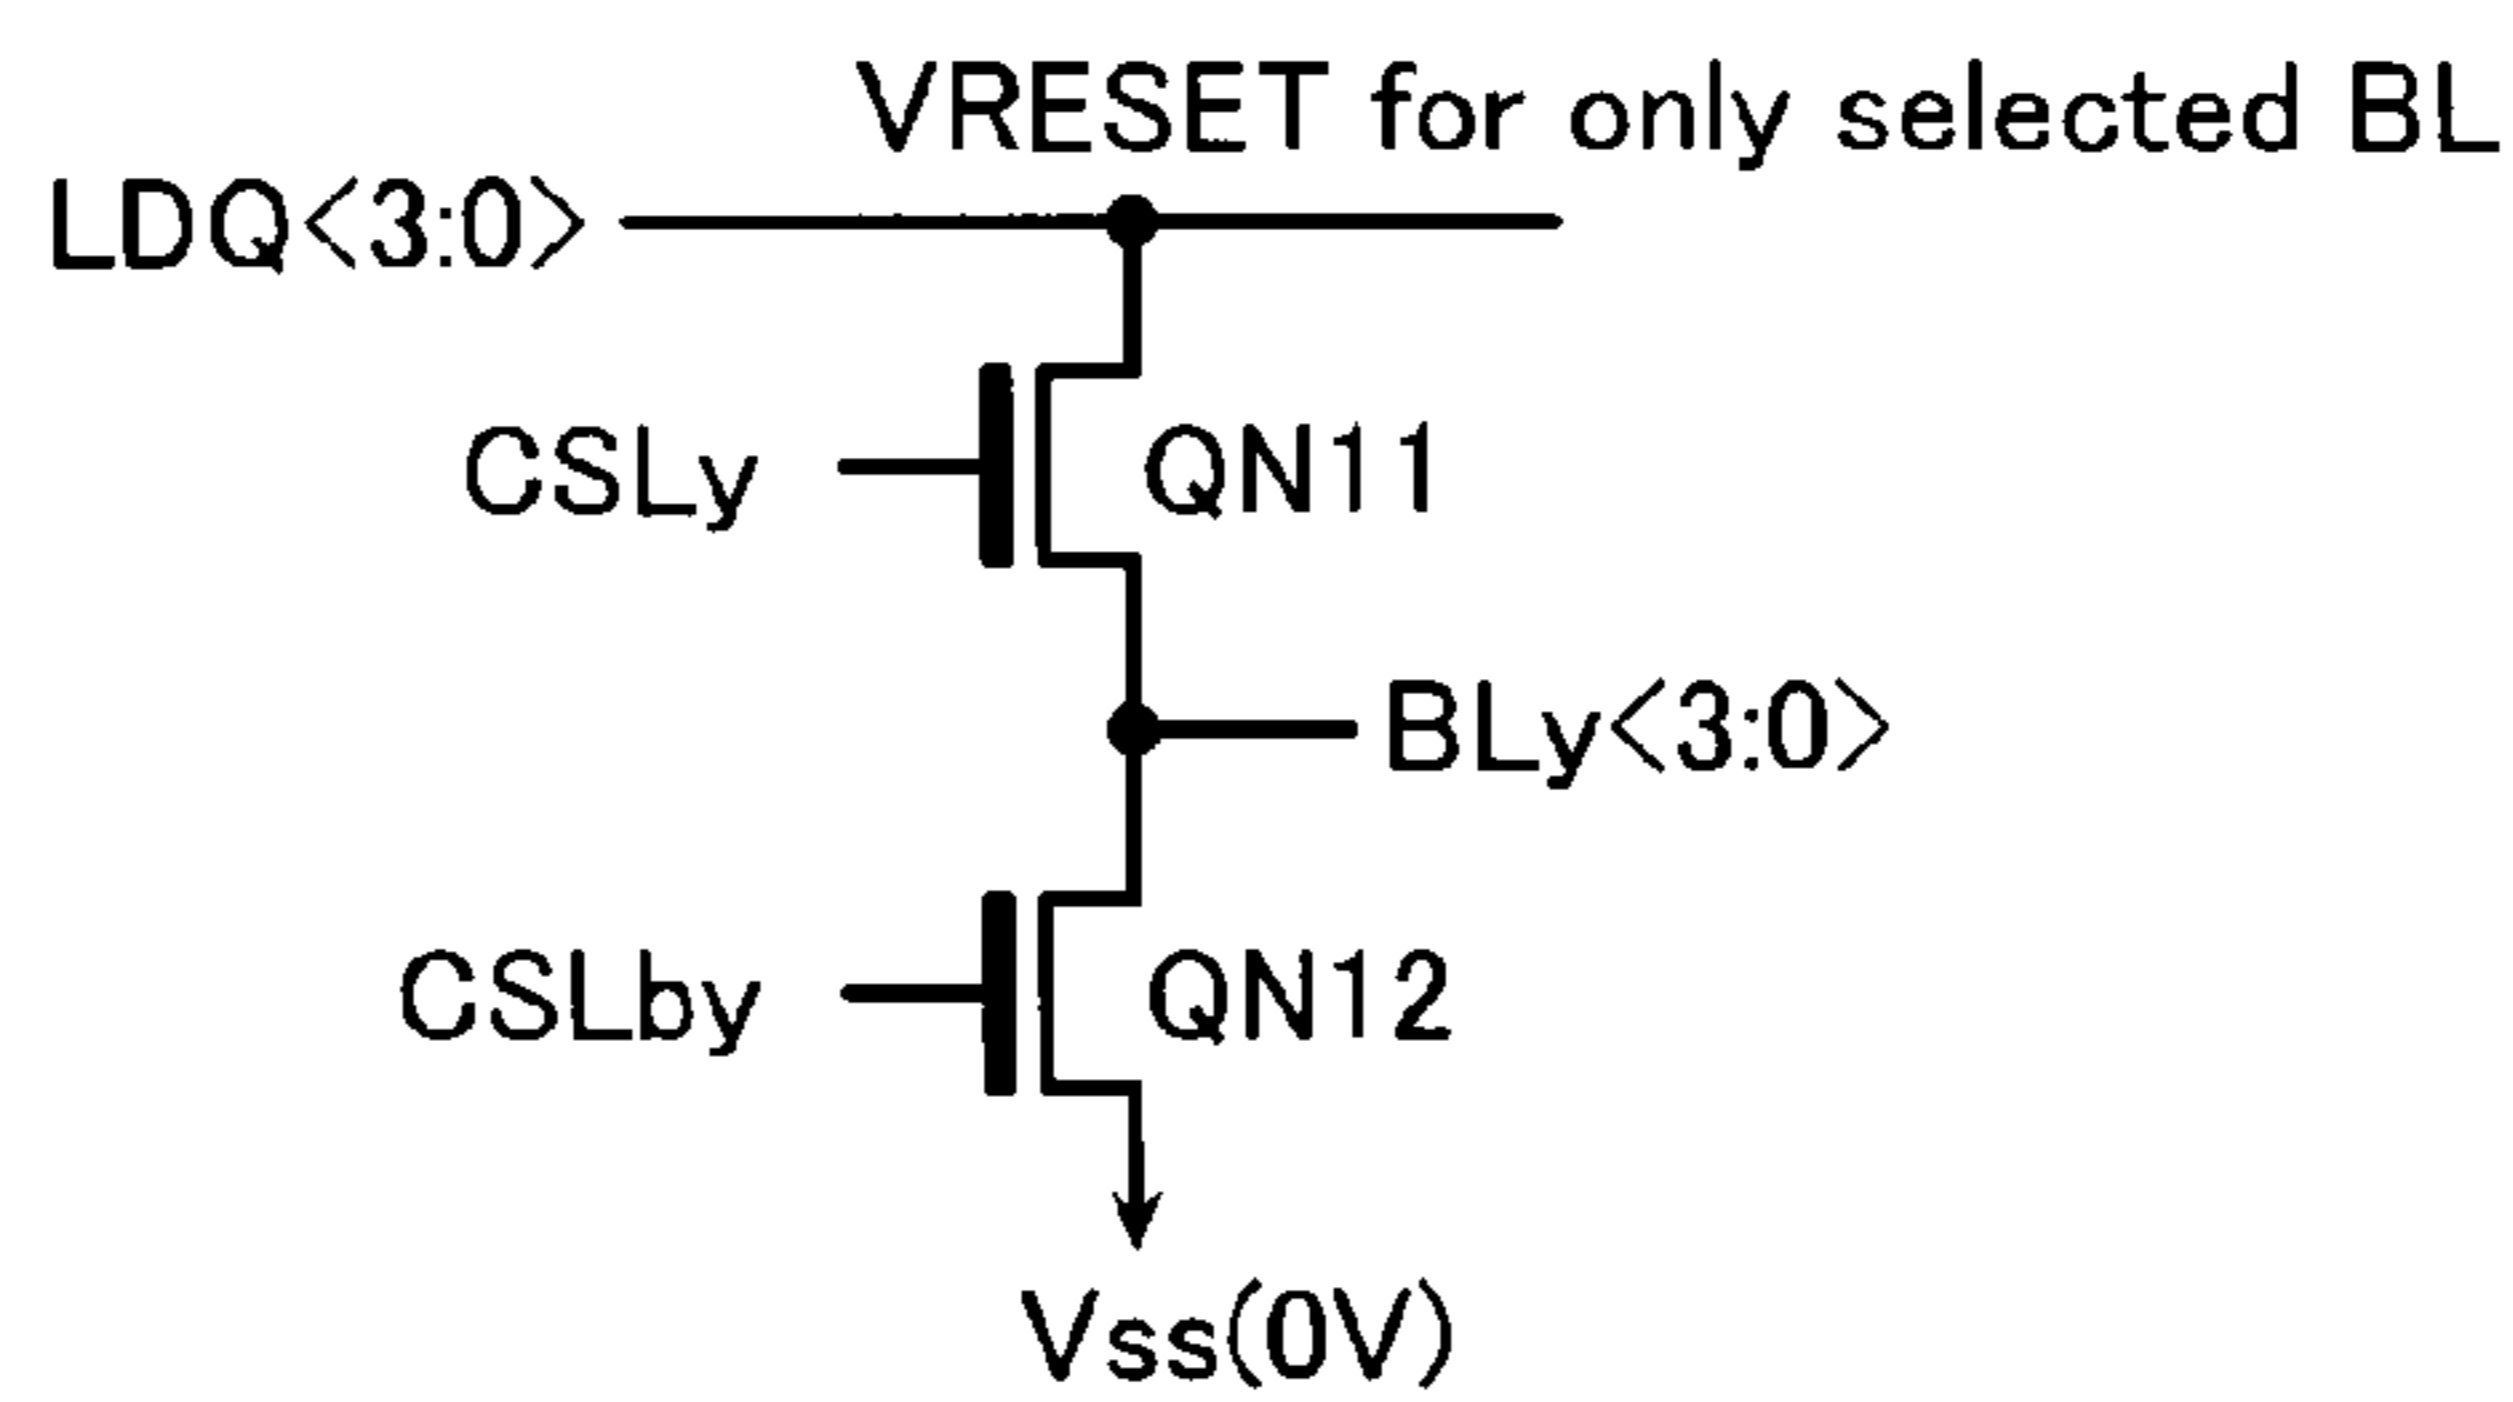 VRESET for only selected BL
LDQ<3:0>
CSLy
QN11
BLy<3:0>
CSLby
QN12
Vss(0V)